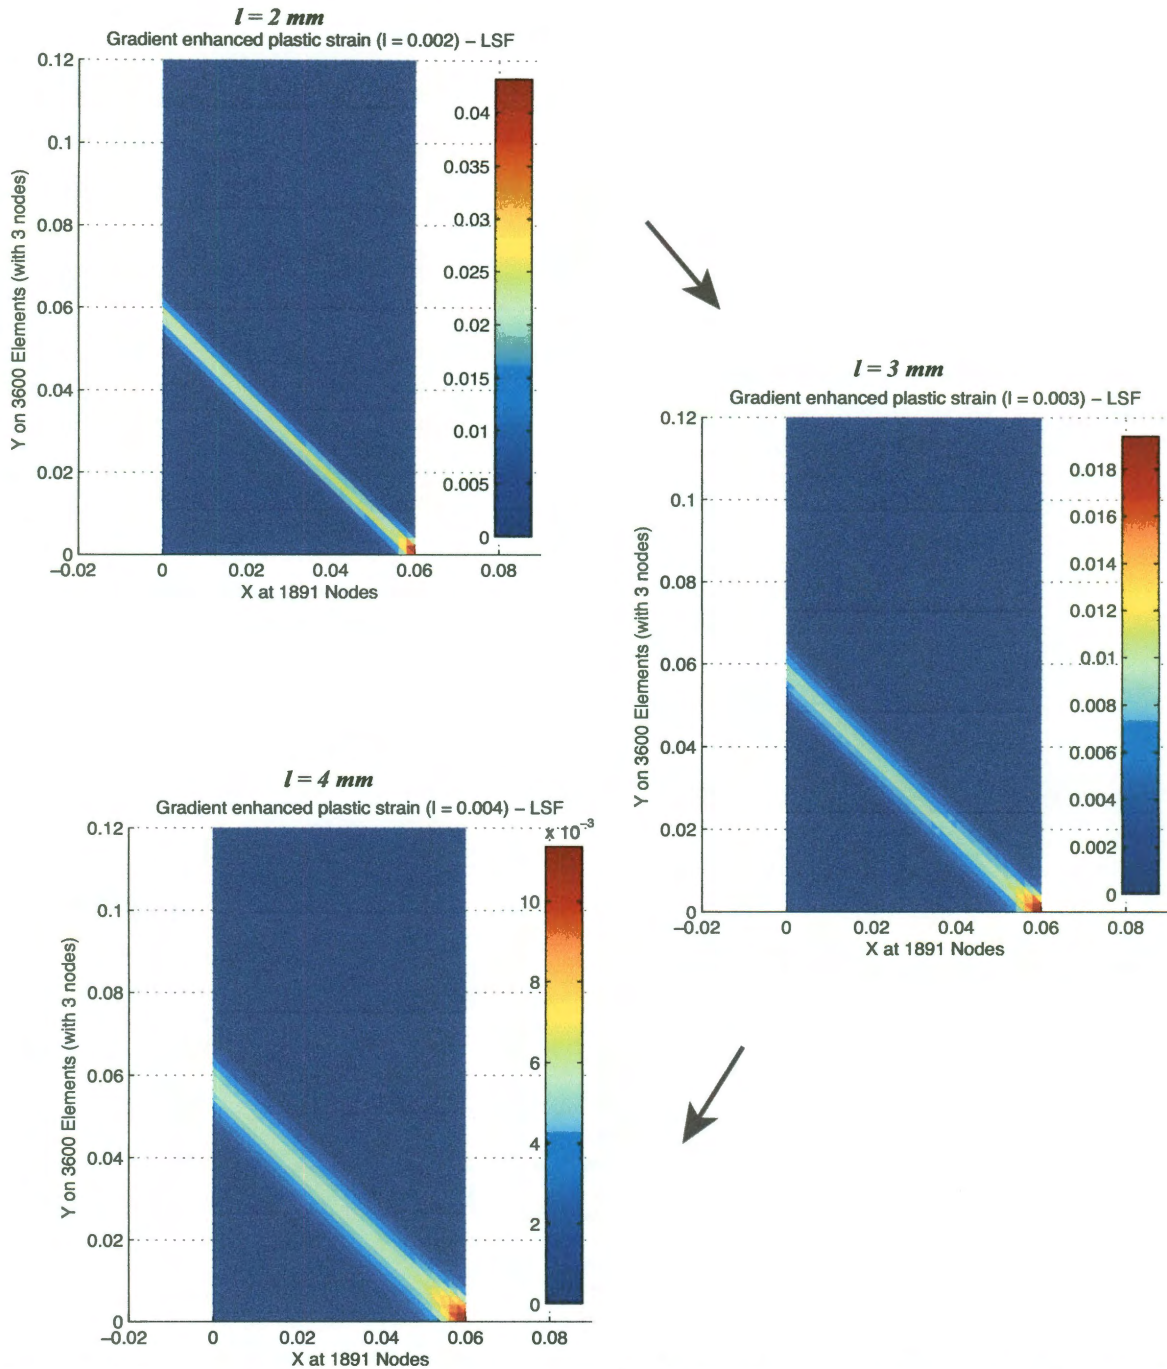 l = 2 mm
Gradient enhanced plastic strain (l = 0.002) – LSF
0.12
0.1
0.08
0.06
0.04
0.02
0
Y on 3600 Elements (with 3 nodes)
−0.02 0 0.02 0.04 0.06 0.08
X at 1891 Nodes
0.04
0.035
0.03
0.025
0.02
0.015
0.01
0.005
0
l = 3 mm
Gradient enhanced plastic strain (l = 0.003) – LSF
0.12
0.1
0.08
0.06
0.04
0.02
0
Y on 3600 Elements (with 3 nodes)
−0.02 0 0.02 0.04 0.06 0.08
X at 1891 Nodes
0.018
0.016
0.014
0.012
0.01
0.008
0.006
0.004
0.002
0
l = 4 mm
Gradient enhanced plastic strain (l = 0.004) – LSF
x 10⁻³
0.12
0.1
0.08
0.06
0.04
0.02
0
Y on 3600 Elements (with 3 nodes)
−0.02 0 0.02 0.04 0.06 0.08
X at 1891 Nodes
10
8
6
4
2
0